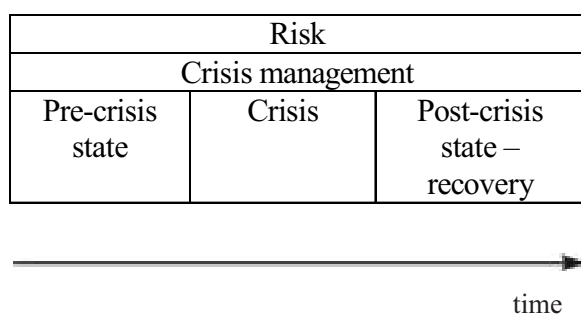 Risk
Crisis management
Pre-crisis
state
Crisis
Post-crisis
state –
recovery
time